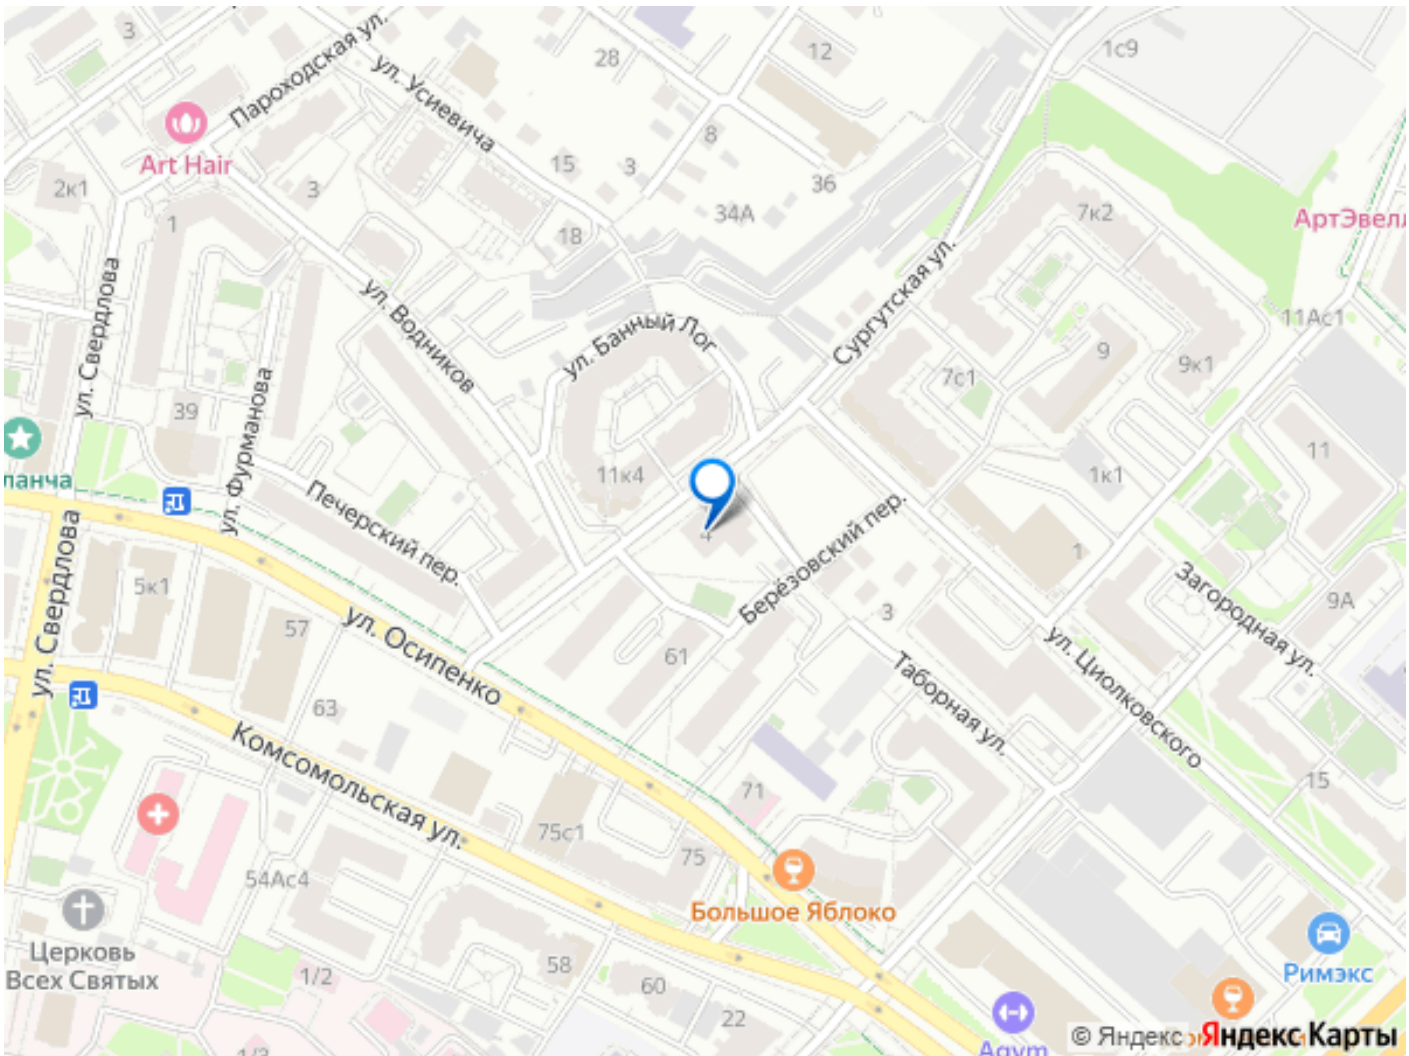 3
Пароходская ул.
ул. Усиевича
28
12
1с9
Art Hair
8
15
3
36
2к1
3
34А
7к2
АртЭвел
1
18
ул. Свердлова
ул. Водников
ул. Банный Лог
Сургутская ул.
11Ас1
9
9к1
7с1
39
ул. Фурманова
11
ланча
11к4
1к1
Печерский пер.
4
Берёзовский пер.
1
ул. Свердлова
5к1
57
ул. Осипенко
61
3
Загородная ул.
9А
Таборная ул.
ул. Циолковского
63
Комсомольская ул.
71
15
75с1
75
54Ас4
Большое Яблоко
Церковь
Всех Святых
1/2
58
60
22
Римэкс
1/3
Agym
© Яндекс
Яндекс Карты